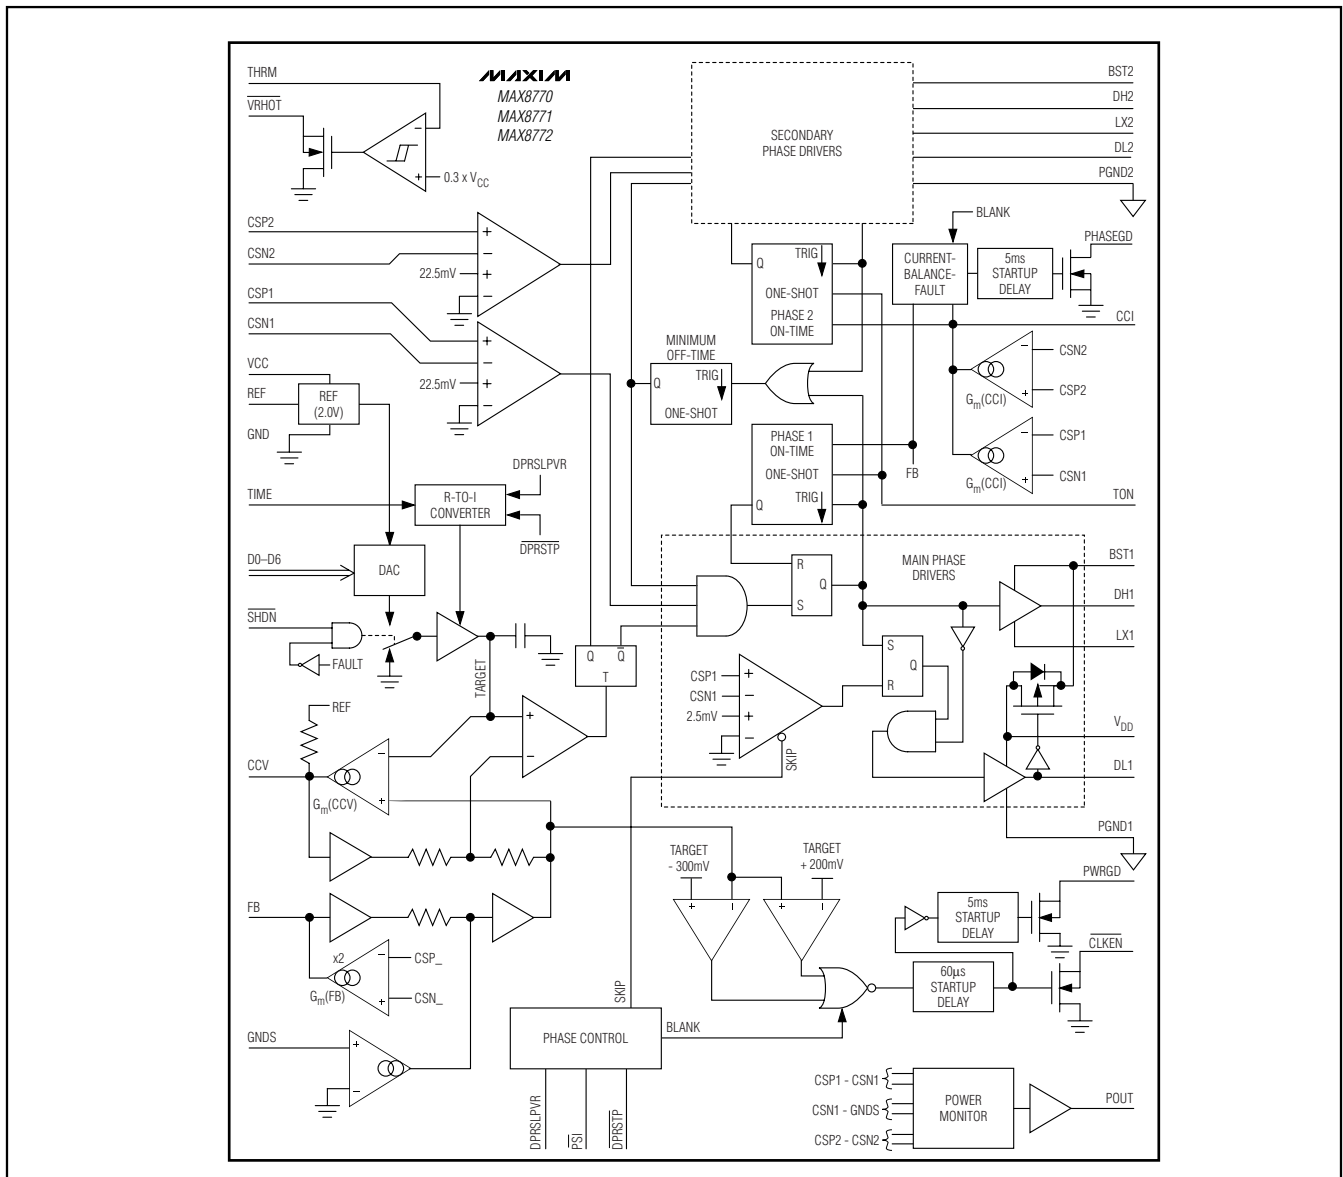 MAXIM
MAX8770
MAX8771
MAX8772
THRM
VRHOT
0.3 x VCC
CSP2
CSN2
22.5mV
CSP1
CSN1
22.5mV
VCC
REF
REF
(2.0V)
GND
TIME
R-TO-I
CONVERTER
DPRSLPVR
DPRSTP
D0–D6
DAC
SHDN
FAULT
TARGET
REF
CCV
Gm(CCV)
FB
x2
Gm(FB)
CSP_
CSN_
GNDS
Q Q
T
SECONDARY
PHASE DRIVERS
BST2
DH2
LX2
DL2
PGND2
Q
TRIG
ONE-SHOT
PHASE 2
ON-TIME
BLANK
CURRENT-
BALANCE-
FAULT
5ms
STARTUP
DELAY
PHASEGD
CCI
MINIMUM
OFF-TIME
Q
TRIG
ONE-SHOT
CSN2
CSP2
Gm(CCI)
CSP1
CSN1
Gm(CCI)
PHASE 1
ON-TIME
ONE-SHOT
TRIG
Q
FB
TON
MAIN PHASE
DRIVERS
R
Q
S
BST1
DH1
LX1
S
Q
R
CSP1
CSN1
2.5mV
SKIP
VDD
DL1
PGND1
TARGET
- 300mV
TARGET
+ 200mV
PWRGD
5ms
STARTUP
DELAY
CLKEN
60µs
STARTUP
DELAY
SKIP
PHASE CONTROL
BLANK
DPRSLPVR
PSI
DPRSTP
CSP1 - CSN1
CSN1 - GNDS
CSP2 - CSN2
POWER
MONITOR
POUT